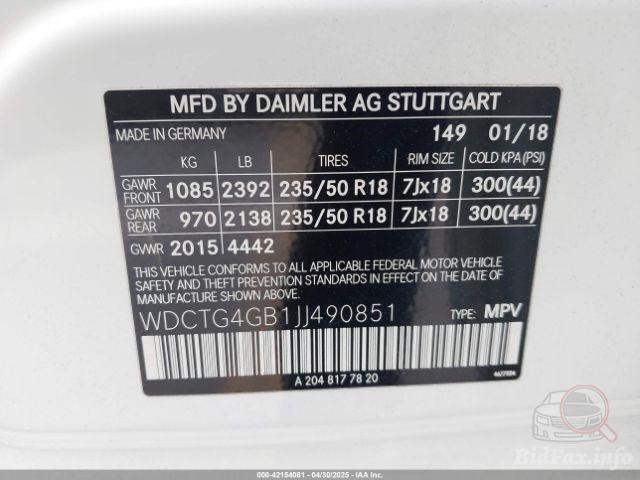 MFD BY DAIMLER AG STUTTGART
MADE IN GERMANY 149 01/18
KG LB TIRES RIM SIZE COLD KPA(PSI)
GAWR FRONT 1085 2392 235/50 R18 7Jx18 300(44)
GAWR REAR 970 2138 235/50 R18 7Jx18 300(44)
GVWR 2015 4442
THIS VEHICLE CONFORMS TO ALL APPLICABLE FEDERAL MOTOR VEHICLE
SAFETY AND THEFT PREVENTION STANDARDS IN EFFECT
ON THE DATE OF MANUFACTURE SHOWN ABOVE.
WDCTG4GB1JJ490851 TYPE: MPV
A 204 817 78 20
000-42154081 - 04/30/2025 - IAA Inc.
BidFax.info